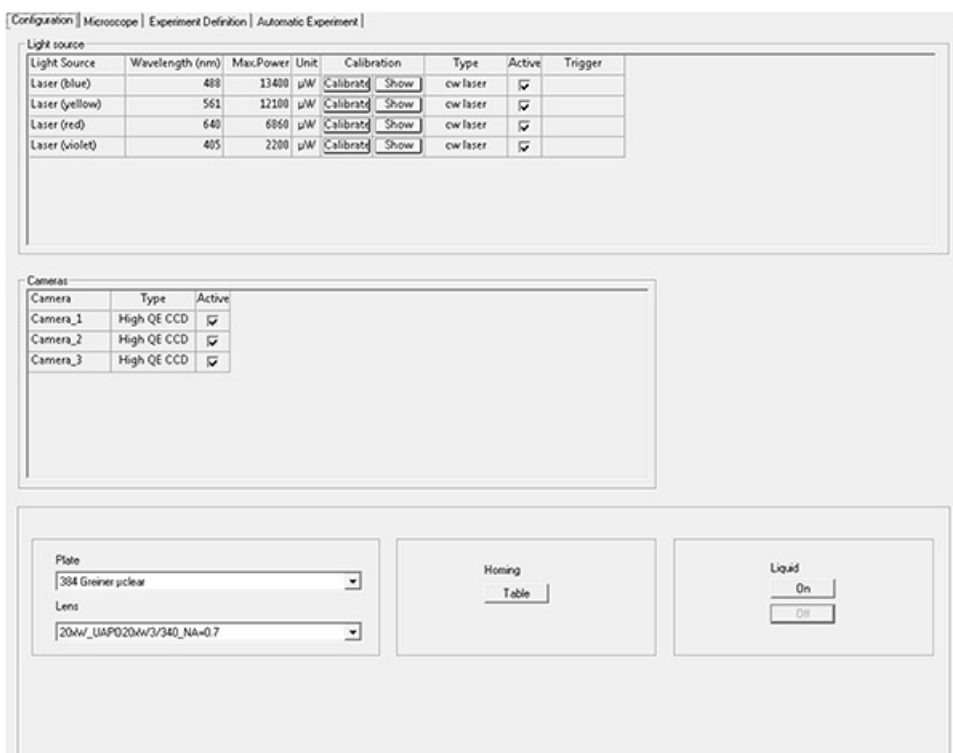 Configuration Microscope Experiment Definition Automatic Experiment
Light source
Light Source Wavelength (nm) Max.Power Unit Calibration Type Active Trigger
Laser (blue) 488 13400 µW Calibrate Show cw laser
Laser (yellow) 561 12100 µW Calibrate Show cw laser
Laser (red) 640 6860 µW Calibrate Show cw laser
Laser (violet) 405 2200 µW Calibrate Show cw laser
Cameras
Camera Type Active
Camera_1 High QE CCD
Camera_2 High QE CCD
Camera_3 High QE CCD
Plate
384 Greiner µclear
Lens
20xW_UAPO20xW3/340_NA=0.7
Homing
Table
Liquid
On
Off